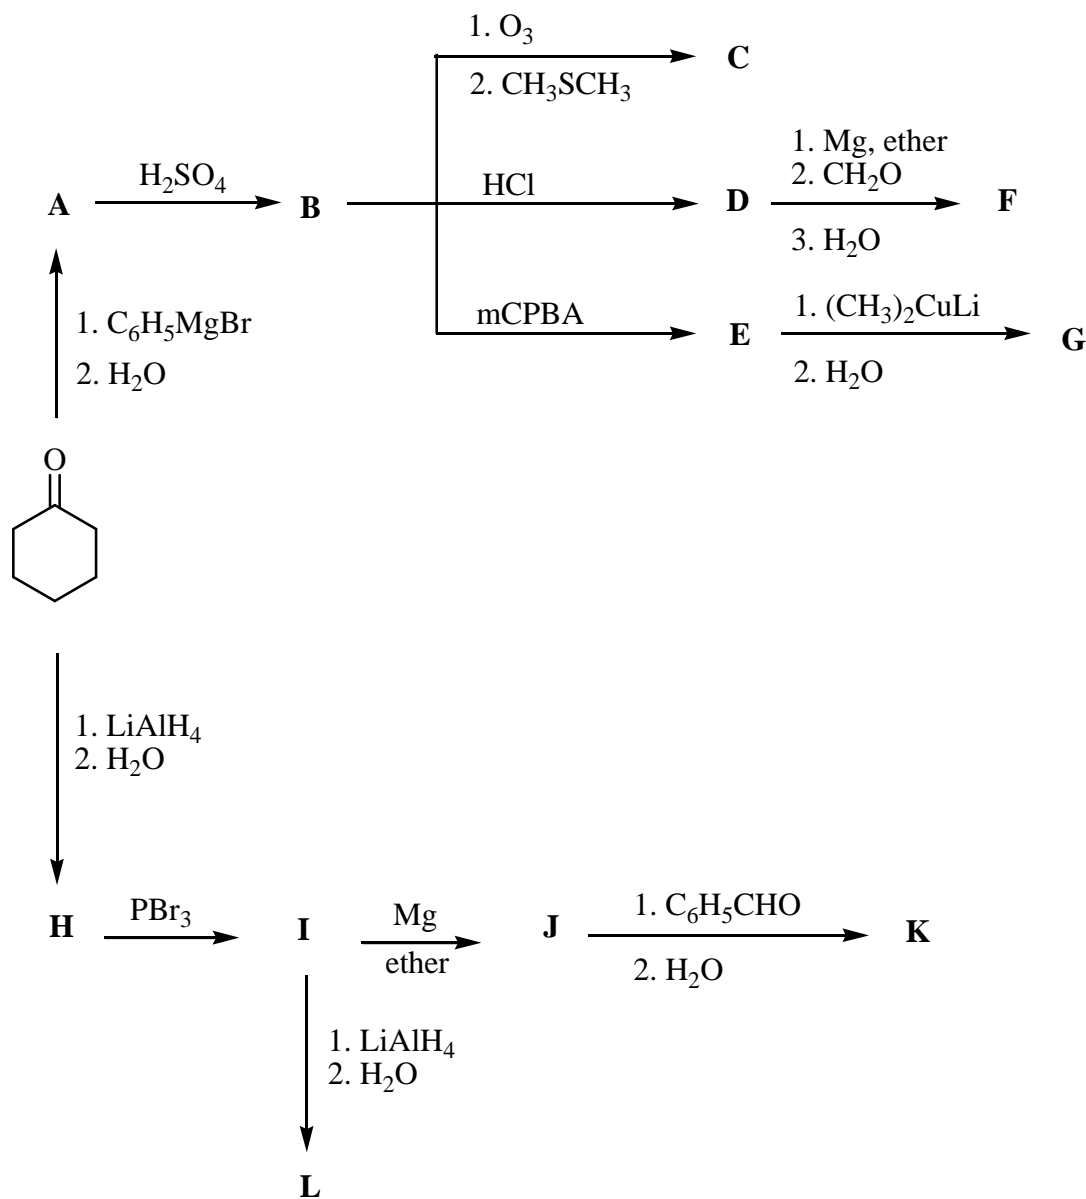 1. O3
2. CH3SCH3
C
A
H2SO4
B
HCl
D
1. Mg, ether
2. CH2O
3. H2O
F
1. C6H5MgBr
2. H2O
mCPBA
E
1. (CH3)2CuLi
2. H2O
G
O
1. LiAlH4
2. H2O
H
PBr3
I
Mg
ether
J
1. C6H5CHO
2. H2O
K
1. LiAlH4
2. H2O
L